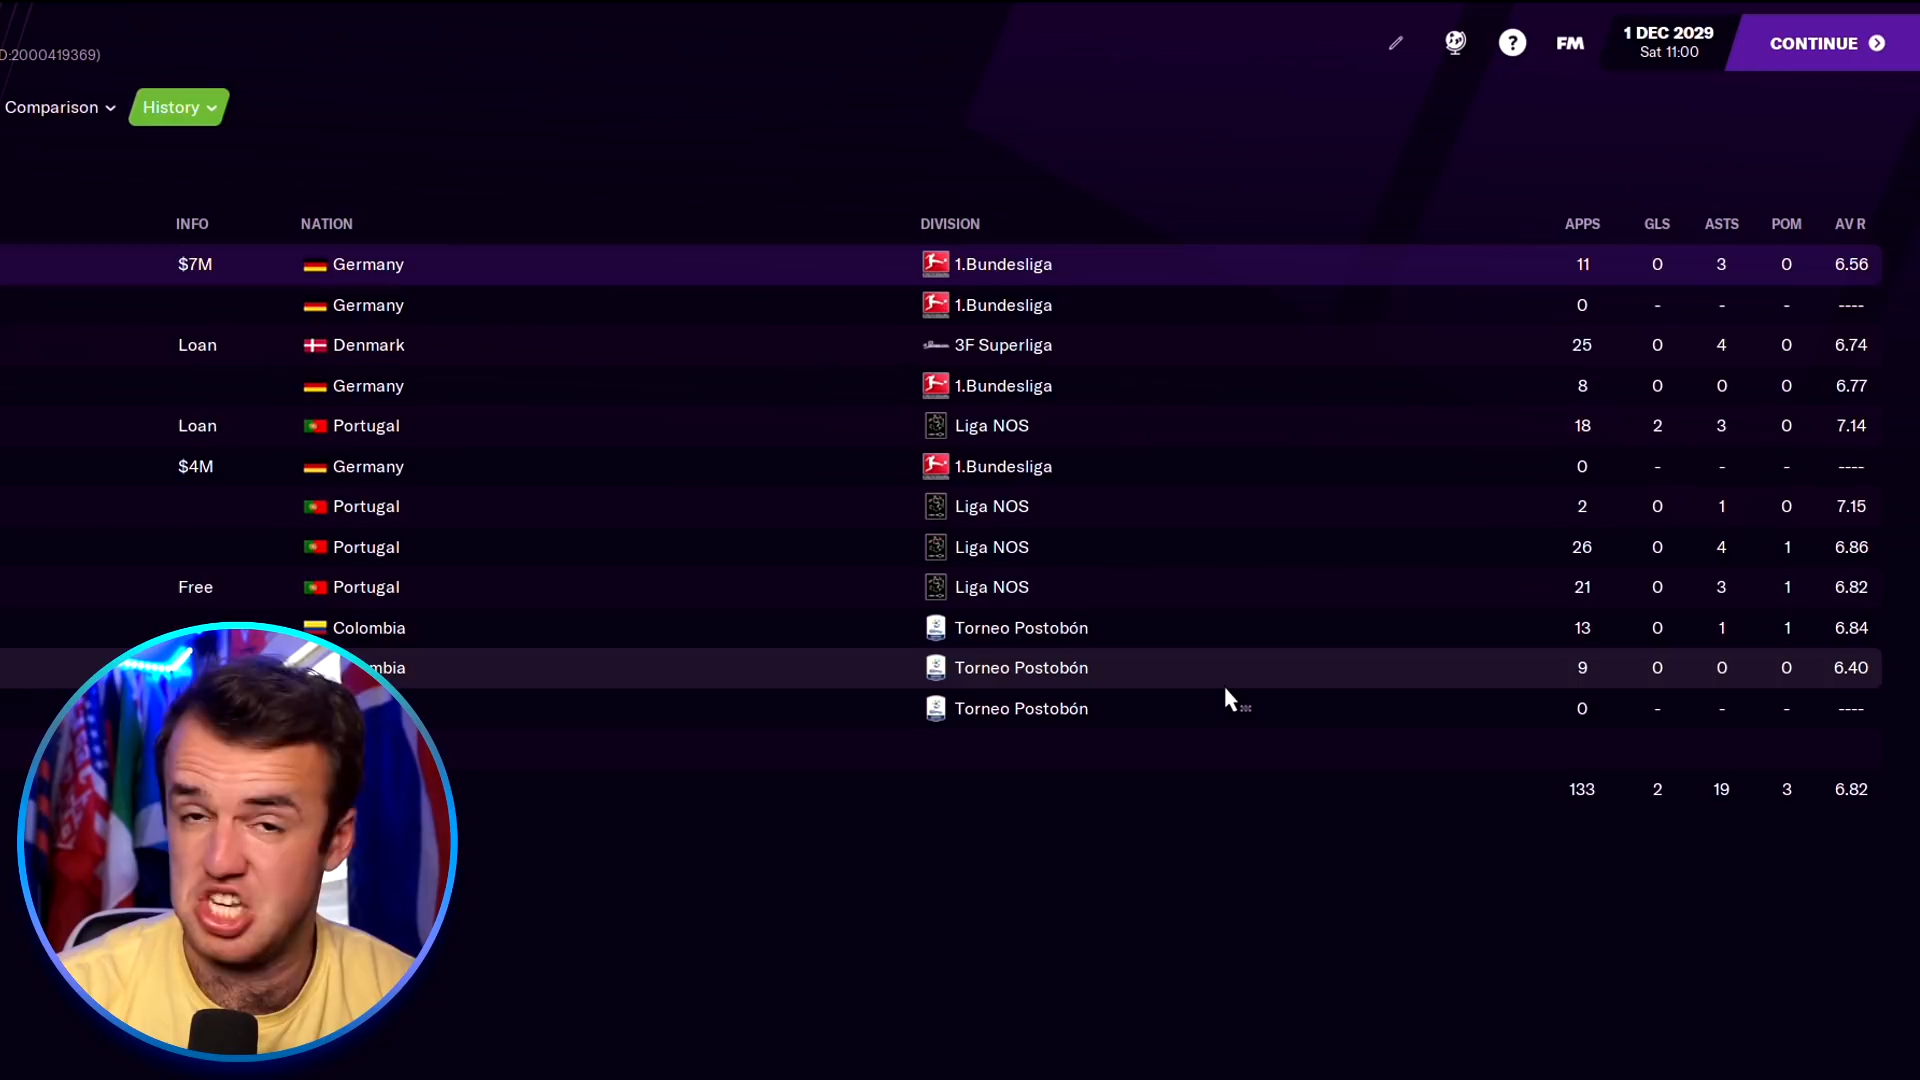 D:2000419369)
FM
1 DEC 2029
Sat 11:00
CONTINUE
Comparison
History
INFO NATION DIVISION APPS GLS ASTS POM AV R
$7M Germany 1.Bundesliga 11 0 3 0 6.56
Germany 1.Bundesliga 0 - - - ----
Loan Denmark 3F Superliga 25 0 4 0 6.74
Germany 1.Bundesliga 8 0 0 0 6.77
Loan Portugal Liga NOS 18 2 3 0 7.14
$4M Germany 1.Bundesliga 0 - - - ----
Portugal Liga NOS 2 0 1 0 7.15
Portugal Liga NOS 26 0 4 1 6.86
Free Portugal Liga NOS 21 0 3 1 6.82
Colombia Torneo Postobón 13 0 1 1 6.84
mbia Torneo Postobón 9 0 0 0 6.40
Torneo Postobón 0 - - - ----
133 2 19 3 6.82